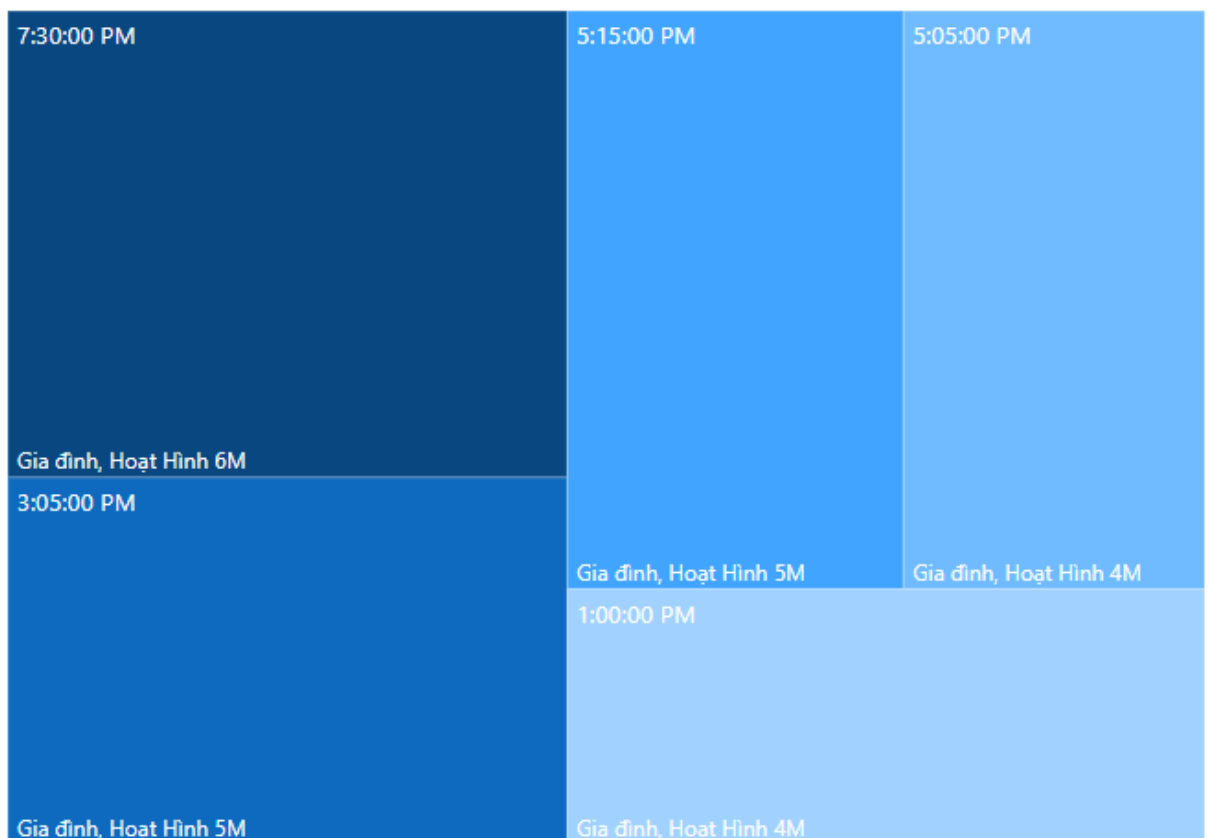 7:30:00 PM
Gia đình, Hoạt Hình 6M
3:05:00 PM
Gia đình, Hoạt Hình 5M
5:15:00 PM
Gia đình, Hoạt Hình 5M
5:05:00 PM
Gia đình, Hoạt Hình 4M
1:00:00 PM
Gia đình, Hoạt Hình 4M